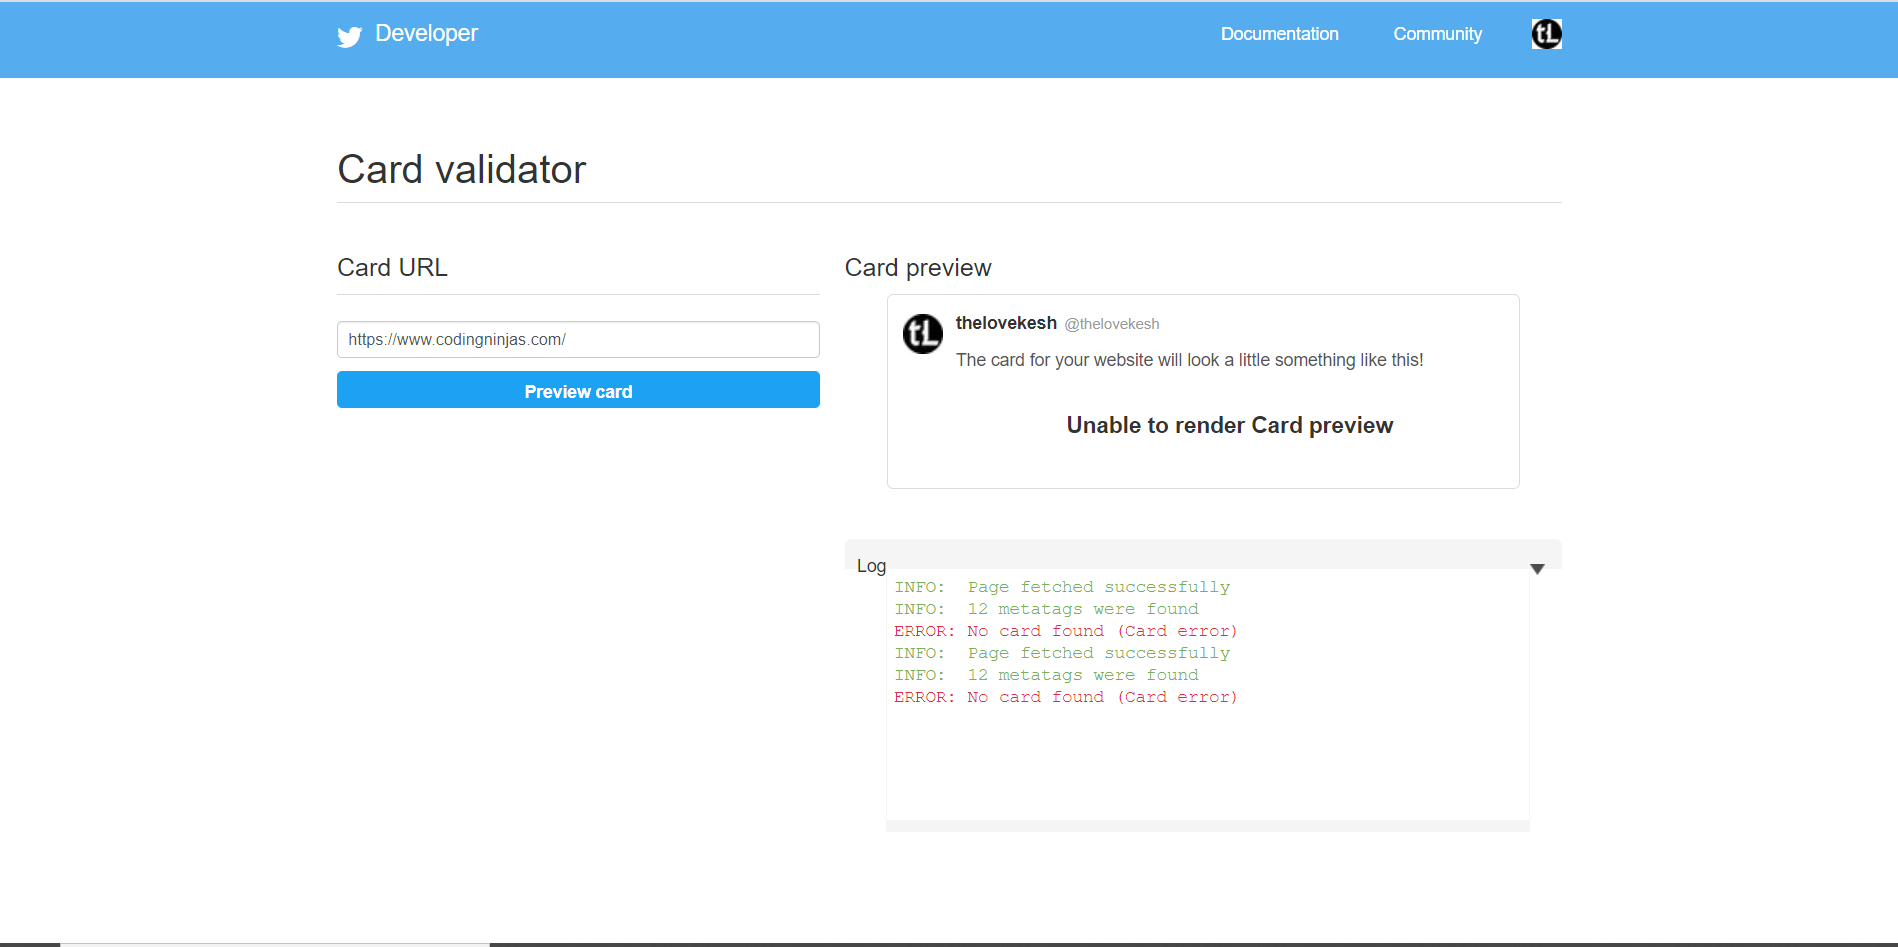 Developer
Documentation
Community
tL
Card validator
Card URL
https://www.codingninjas.com/
Preview card
Card preview
tL
thelovekesh @thelovekesh
The card for your website will look a little something like this!
Unable to render Card preview
Log
INFO:  Page fetched successfully
INFO:  12 metatags were found
ERROR: No card found (Card error)
INFO:  Page fetched successfully
INFO:  12 metatags were found
ERROR: No card found (Card error)